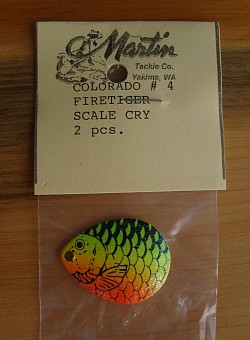 Martin
Tackle Co.
Yakima, WA
COLORADO # 4
FIRETIGER
SCALE CRY
2 pcs.